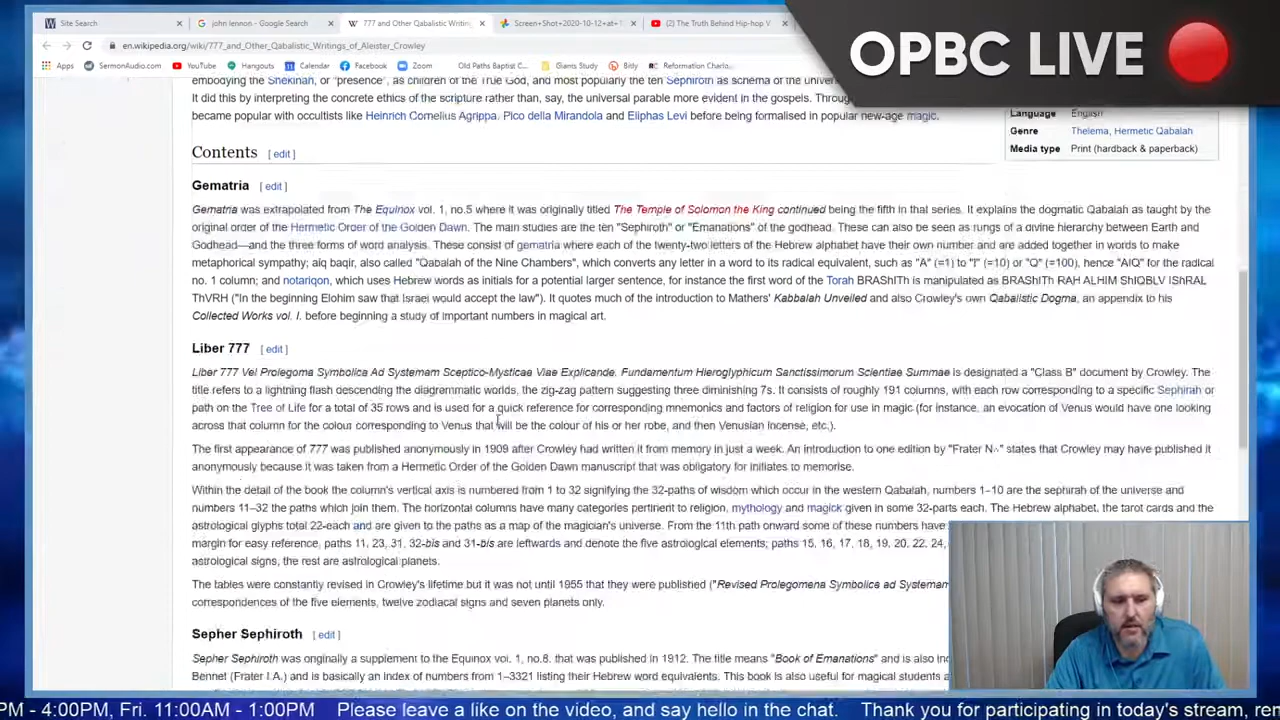 Site Search
john lennon - Google Search
777 and Other Qabalistic Writin
Screen+Shot+2020-10-12+at+
(2) The Truth Behind Hip-hop V
OPBC LIVE
en.wikipedia.org/wiki/777_and_Other_Qabalistic_Writings_of_Aleister_Crowley
Apps SermonAudio.com YouTube Hangouts Calendar Facebook Zoom Old Paths Baptist C... Giants Study Bitly Reformation Charlo...
embodying the Shekinah, or "presence", as children of the True God, and most popularly the ten Sephiroth as schema of the univer
It did this by interpreting the concrete ethics of the scripture rather than, say, the universal parable more evident in the gospels. Throug
became popular with occultists like Heinrich Cornelius Agrippa, Pico della Mirandola and Eliphas Levi before being formalised in popular new-age magic.
Language English
Genre Thelema, Hermetic Qabalah
Media type Print (hardback & paperback)
Contents [ edit ]
Gematria [ edit ]
Gematria was extrapolated from The Equinox vol. 1, no.5 where it was originally titled The Temple of Solomon the King continued being the fifth in that series. It explains the dogmatic Qabalah as taught by the
original order of the Hermetic Order of the Golden Dawn. The main studies are the ten "Sephiroth" or "Emanations" of the godhead. These can also be seen as rungs of a divine hierarchy between Earth and
Godhead—and the three forms of word analysis. These consist of gematria where each of the twenty-two letters of the Hebrew alphabet have their own number and are added together in words to make
metaphorical sympathy; aiq baqir, also called "Qabalah of the Nine Chambers", which converts any letter in a word to its radical equivalent, such as "A" (=1) to "I" (=10) or "Q" (=100), hence "AIQ" for the radical
no. 1 column; and notariqon, which uses Hebrew words as initials for a potential larger sentence, for instance the first word of the Torah BRAShITh is manipulated as BRAShITh RAH ALHIM ShIQBLV IShRAL
ThVRH ("In the beginning Elohim saw that Israel would accept the law"). It quotes much of the introduction to Mathers' Kabbalah Unveiled and also Crowley's own Qabalistic Dogma, an appendix to his
Collected Works vol. I. before beginning a study of important numbers in magical art.
Liber 777 [ edit ]
Liber 777 Vel Prolegoma Symbolica Ad Systemam Sceptico-Mysticae Viae Explicande, Fundamentum Hieroglyphicum Sanctissimorum Scientiae Summae is designated a "Class B" document by Crowley. The
title refers to a lightning flash descending the diagrammatic worlds, the zig-zag pattern suggesting three diminishing 7s. It consists of roughly 191 columns, with each row corresponding to a specific Sephirah or
path on the Tree of Life for a total of 35 rows and is used for a quick reference for corresponding mnemonics and factors of religion for use in magic (for instance, an evocation of Venus would have one looking
across that column for the colour corresponding to Venus that will be the colour of his or her robe, and then Venusian incense, etc.).
The first appearance of 777 was published anonymously in 1909 after Crowley had written it from memory in just a week. An introduction to one edition by "Frater N∴" states that Crowley may have published it
anonymously because it was taken from a Hermetic Order of the Golden Dawn manuscript that was obligatory for initiates to memorise.
Within the detail of the book the column's vertical axis is numbered from 1 to 32 signifying the 32-paths of wisdom which occur in the western Qabalah, numbers 1–10 are the sephirah of the universe and
numbers 11–32 the paths which join them. The horizontal columns have many categories pertinent to religion, mythology and magick given in some 32-parts each. The Hebrew alphabet, the tarot cards and the
astrological glyphs total 22-each and are given to the paths as a map of the magician's universe. From the 11th path onward some of these numbers have
margin for easy reference, paths 11, 23, 31, 32-bis and 31-bis are leftwards and denote the five astrological elements; paths 15, 16, 17, 18, 19, 20, 22, 24,
astrological signs, the rest are astrological planets.
The tables were constantly revised in Crowley's lifetime but it was not until 1955 that they were published ("Revised Prolegomena Symbolica ad Systemam
correspondences of the five elements, twelve zodiacal signs and seven planets only.
Sepher Sephiroth [ edit ]
Sepher Sephiroth was originally a supplement to the Equinox vol. 1, no.8. that was published in 1912. The title means "Book of Emanations" and is also in
Bennet (Frater I.A.) and is basically an index of numbers from 1–3321 listing their Hebrew word equivalents. This book is also useful for magical students a
PM - 4:00PM, Fri. 11:00AM - 1:00PM Please leave a like on the video, and say hello in the chat. Thank you for participating in today's stream, rem